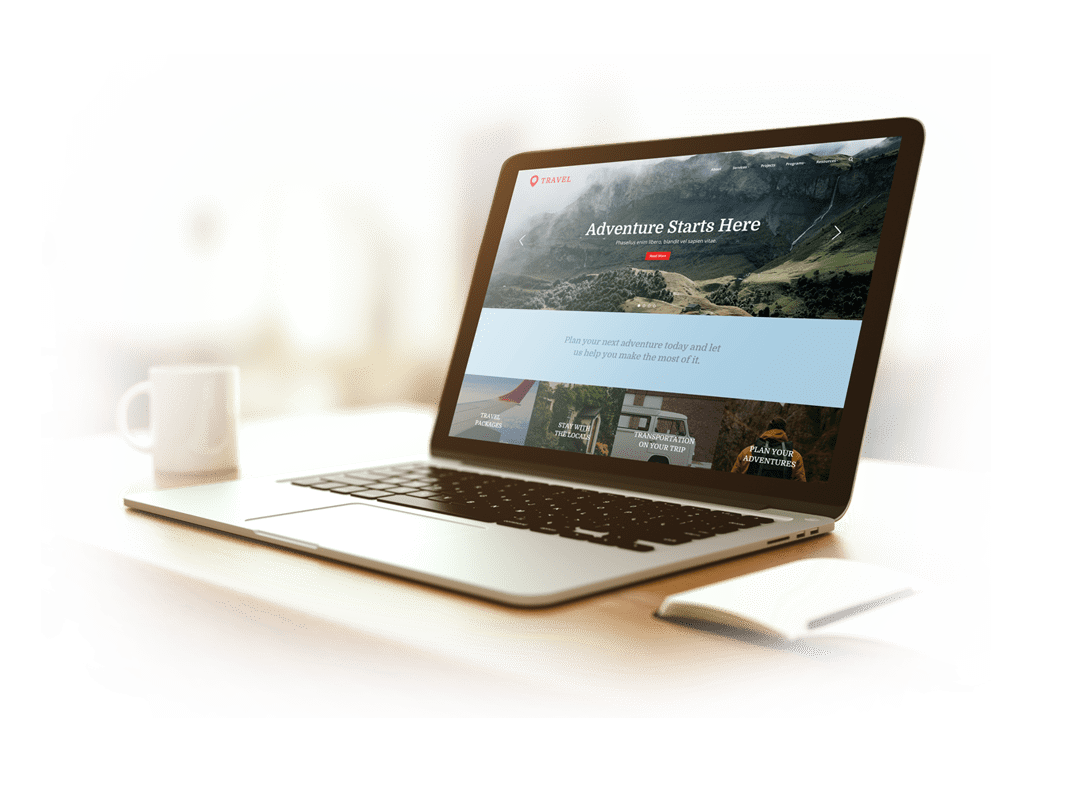 TRAVEL
About Services Projects Programs Resources
Adventure Starts Here
Phasellus enim libero, blandit vel sapien vitae.
Read More
Plan your next adventure today and let
us help you make the most of it.
TRAVEL
PACKAGES
STAY WITH
THE LOCALS
TRANSPORTATION
ON YOUR TRIP
PLAN YOUR
ADVENTURES